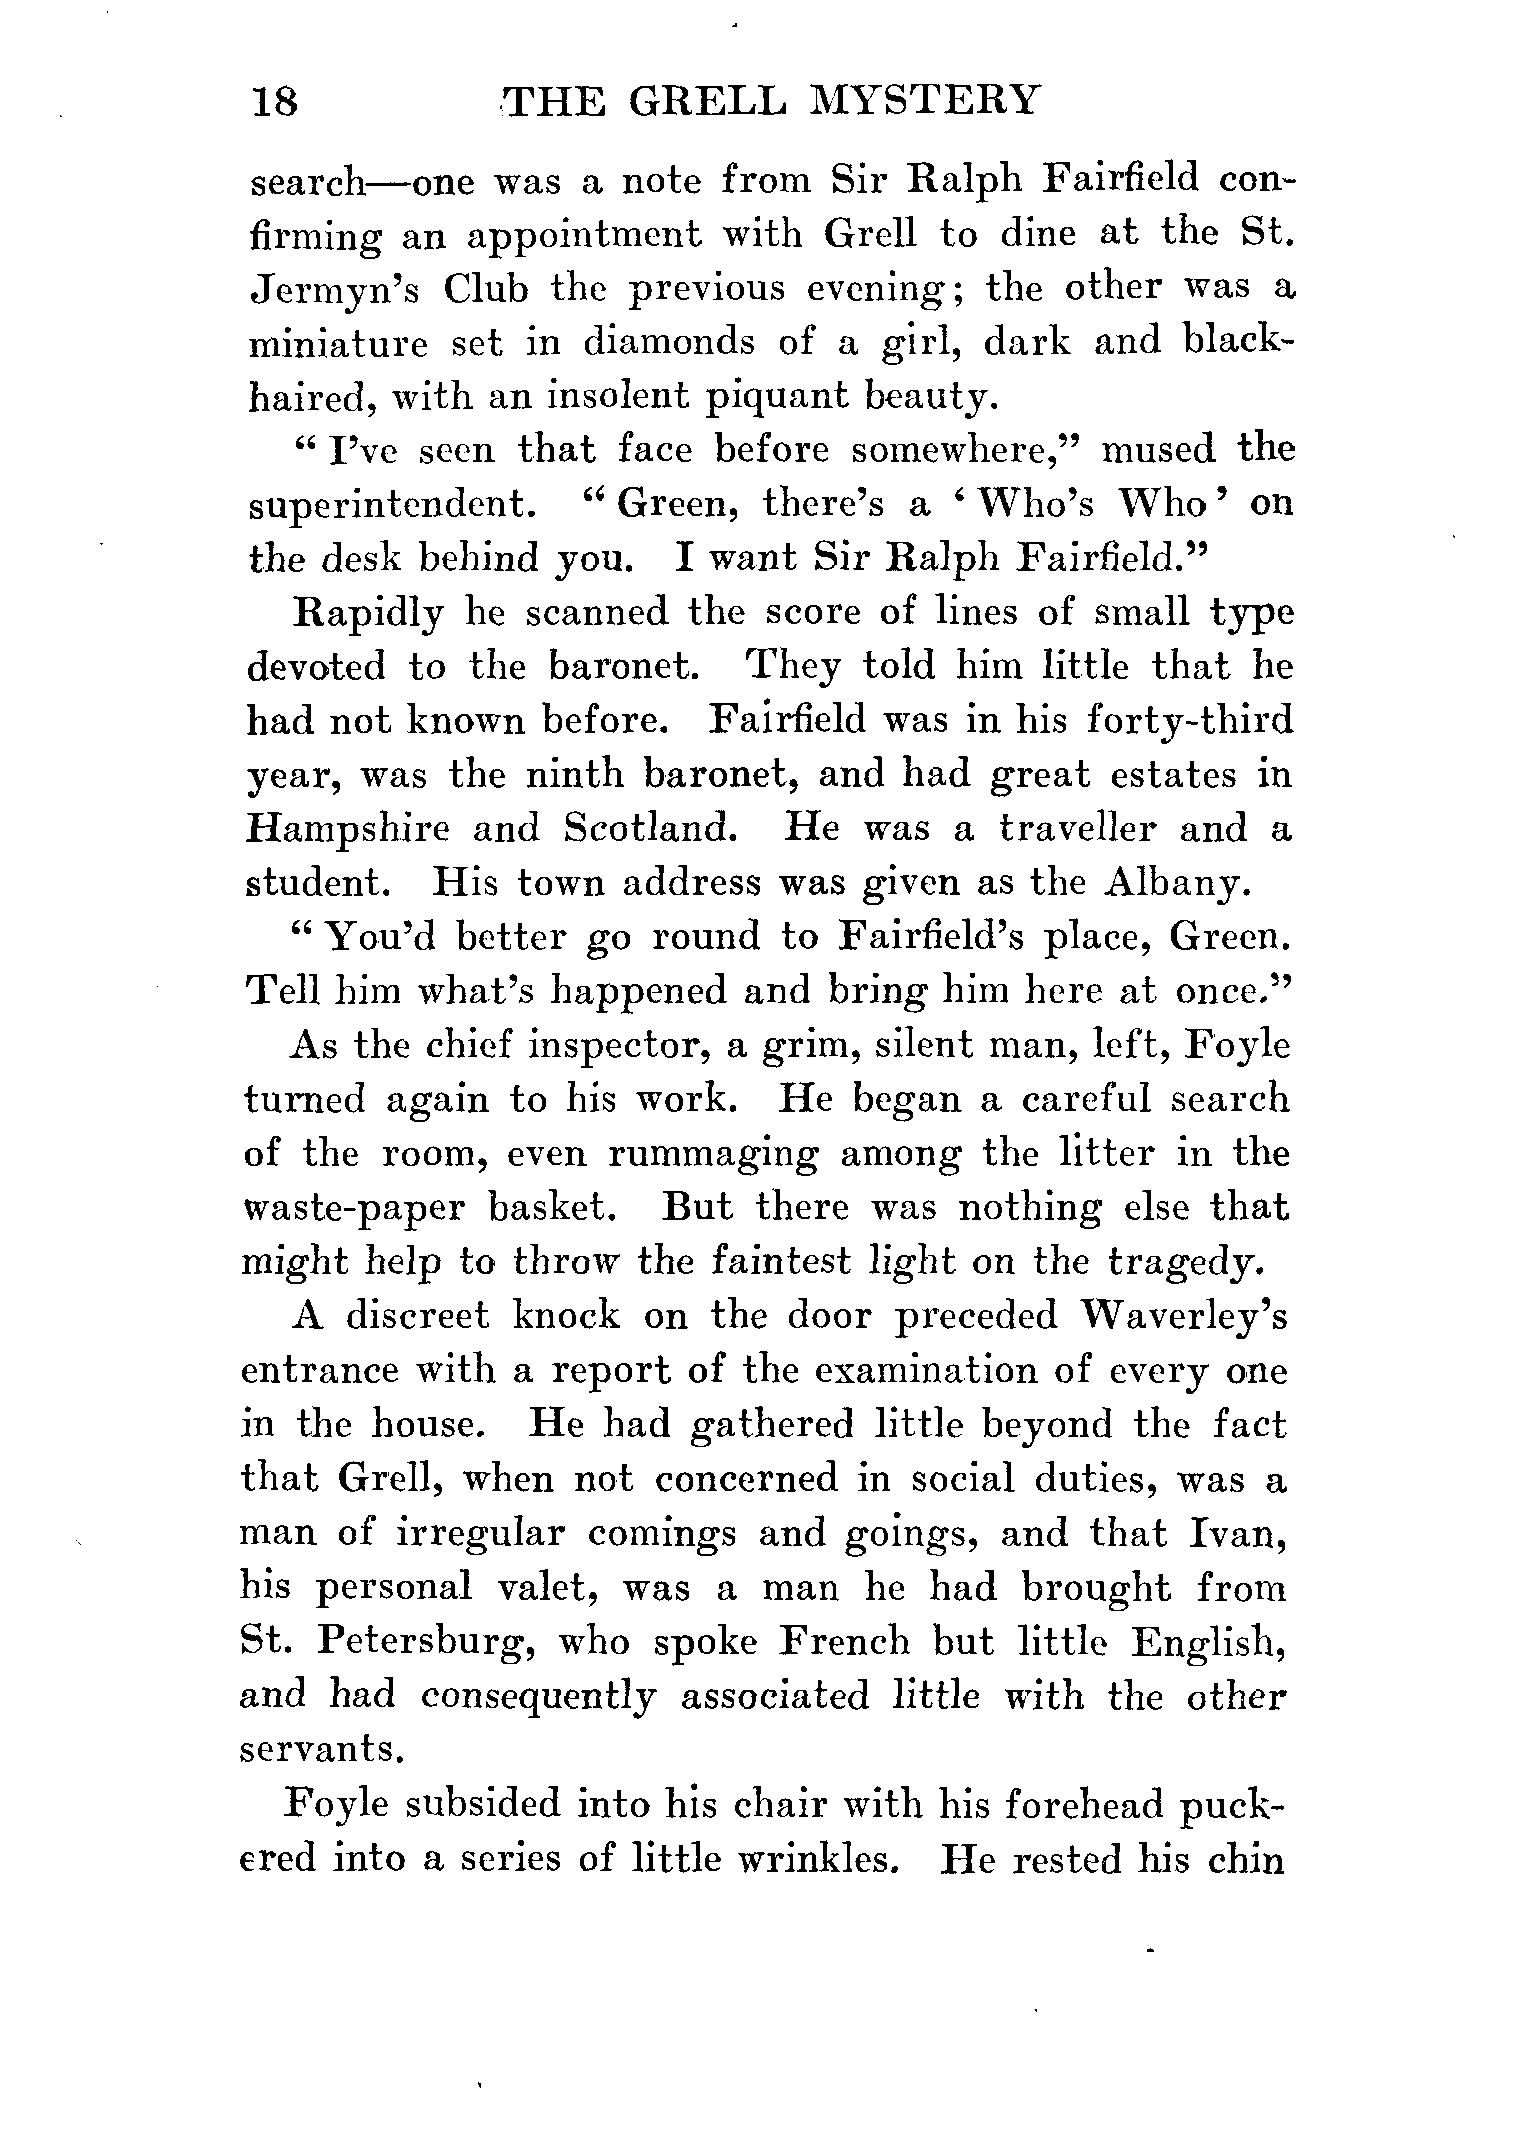 18 THE GRELL MYSTERY
search—one was a note from Sir Ralph Fairfield con-
firming an appointment with Grell to dine at the St.
Jermyn's Club the previous evening; the other was a
miniature set in diamonds of a girl, dark and black-
haired, with an insolent piquant beauty.
“ I've seen that face before somewhere,” mused the
superintendent. “ Green, there's a ‘ Who's Who ’ on
the desk behind you. I want Sir Ralph Fairfield.”
Rapidly he scanned the score of lines of small type
devoted to the baronet. They told him little that he
had not known before. Fairfield was in his forty-third
year, was the ninth baronet, and had great estates in
Hampshire and Scotland. He was a traveller and a
student. His town address was given as the Albany.
“ You'd better go round to Fairfield's place, Green.
Tell him what's happened and bring him here at once.”
As the chief inspector, a grim, silent man, left, Foyle
turned again to his work. He began a careful search
of the room, even rummaging among the litter in the
waste-paper basket. But there was nothing else that
might help to throw the faintest light on the tragedy.
A discreet knock on the door preceded Waverley's
entrance with a report of the examination of every one
in the house. He had gathered little beyond the fact
that Grell, when not concerned in social duties, was a
man of irregular comings and goings, and that Ivan,
his personal valet, was a man he had brought from
St. Petersburg, who spoke French but little English,
and had consequently associated little with the other
servants.
Foyle subsided into his chair with his forehead puck-
ered into a series of little wrinkles. He rested his chin